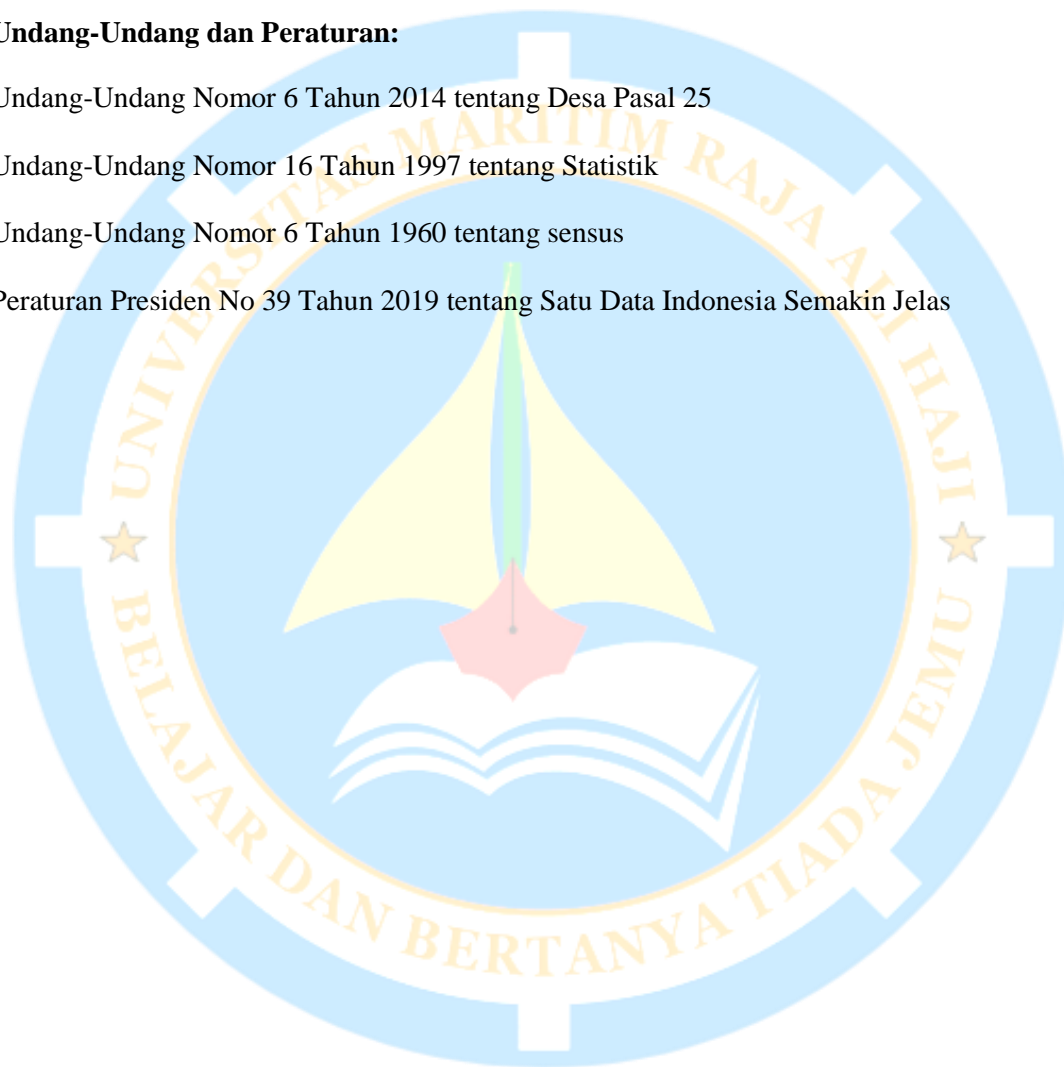 Undang-Undang dan Peraturan:
Undang-Undang Nomor 6 Tahun 2014 tentang Desa Pasal 25
Undang-Undang Nomor 16 Tahun 1997 tentang Statistik
Undang-Undang Nomor 6 Tahun 1960 tentang sensus
Peraturan Presiden No 39 Tahun 2019 tentang Satu Data Indonesia Semakin Jelas
UNIVERSITAS MARITIM RAJA ALI HAJI
BELAJAR DAN BERTANYA TIADA JEMU